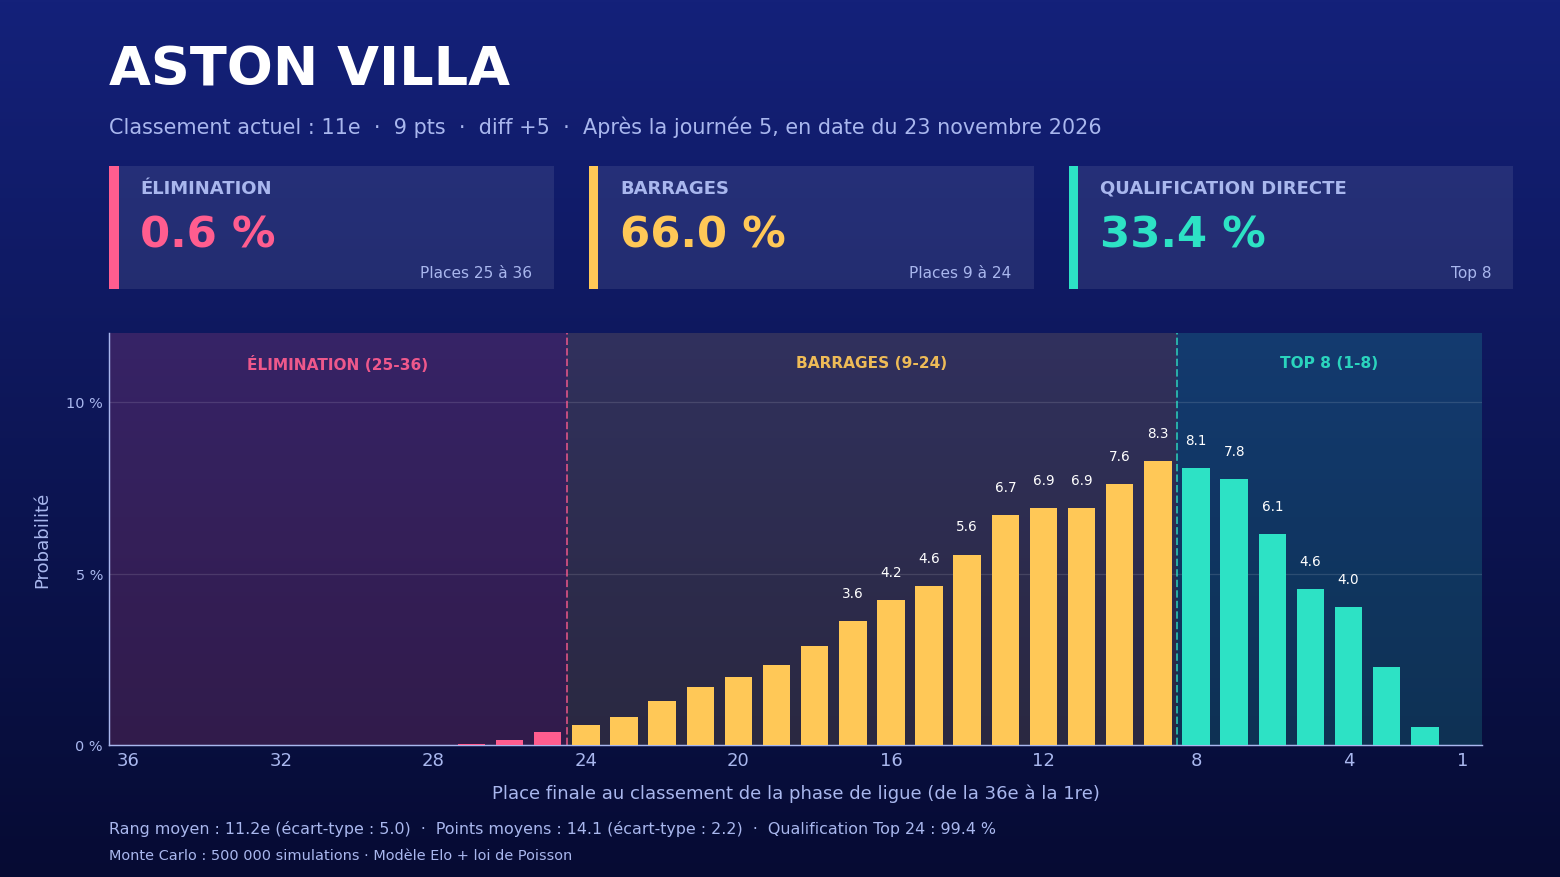 ASTON VILLA
Classement actuel : 11e · 9 pts · diff +5 · Après la journée 5, en date du 23 novembre 2026
ÉLIMINATION
0.6 %
Places 25 à 36
BARRAGES
66.0 %
Places 9 à 24
QUALIFICATION DIRECTE
33.4 %
Top 8
ÉLIMINATION (25-36)
BARRAGES (9-24)
TOP 8 (1-8)
Probabilité
10 %
5 %
0 %
3.6
4.2
4.6
5.6
6.7
6.9
6.9
7.6
8.3
8.1
7.8
6.1
4.6
4.0
36
32
28
24
20
16
12
8
4
1
Place finale au classement de la phase de ligue (de la 36e à la 1re)
Rang moyen : 11.2e (écart-type : 5.0) · Points moyens : 14.1 (écart-type : 2.2) · Qualification Top 24 : 99.4 %
Monte Carlo : 500 000 simulations · Modèle Elo + loi de Poisson